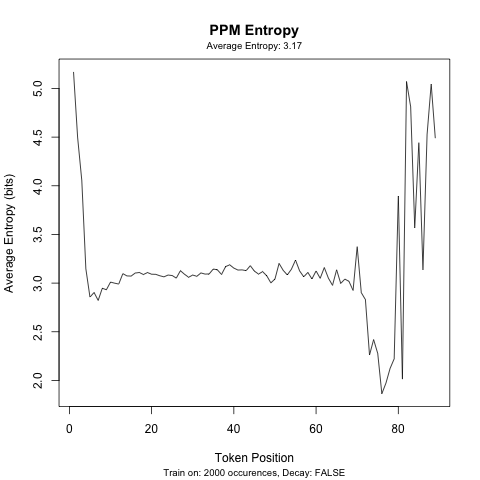 PPM Entropy
Average Entropy: 3.17
Average Entropy (bits)
5.0
4.5
4.0
3.5
3.0
2.5
2.0
0 20 40 60 80
Token Position
Train on: 2000 occurences, Decay: FALSE